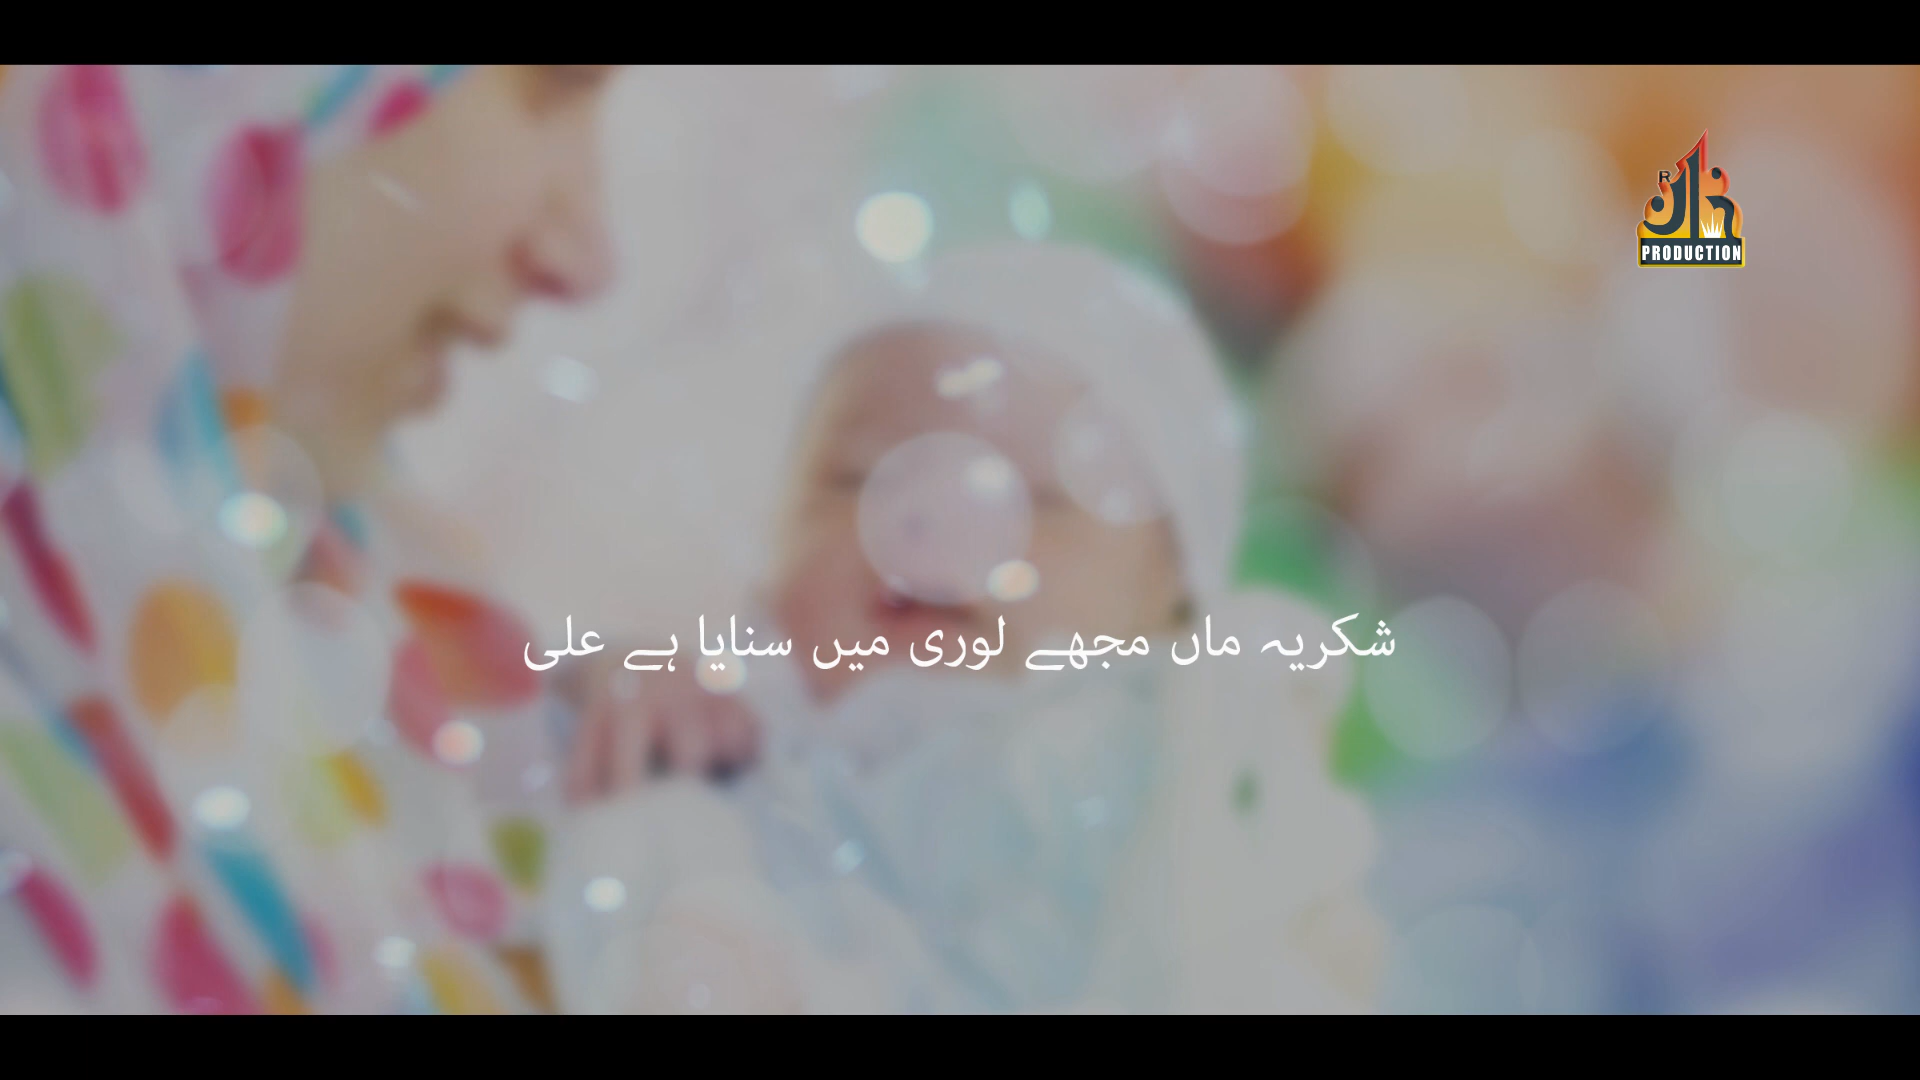 R
PRODUCTION
شکریہ ماں مجھے لوری میں سنایا ہے علی